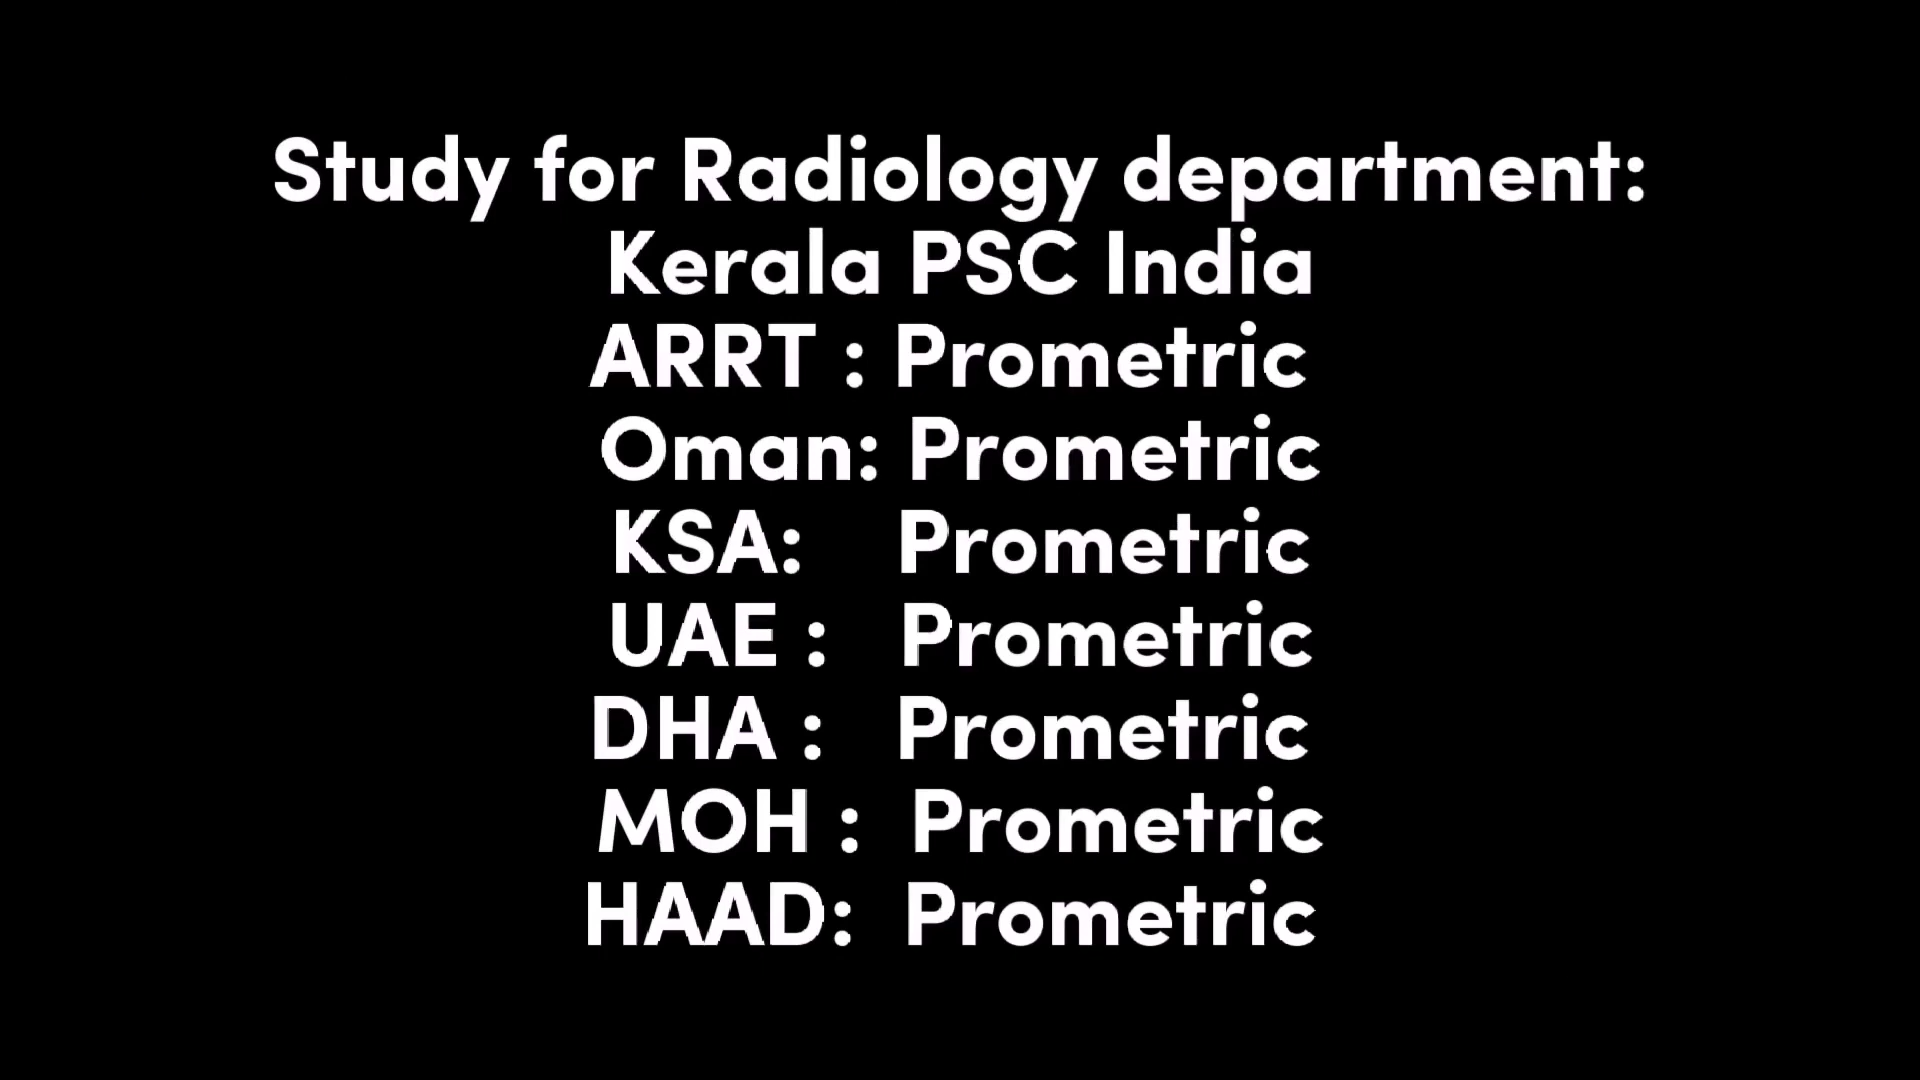 Study for Radiology department:
Kerala PSC India
ARRT : Prometric
Oman: Prometric
KSA: Prometric
UAE : Prometric
DHA : Prometric
MOH : Prometric
HAAD: Prometric